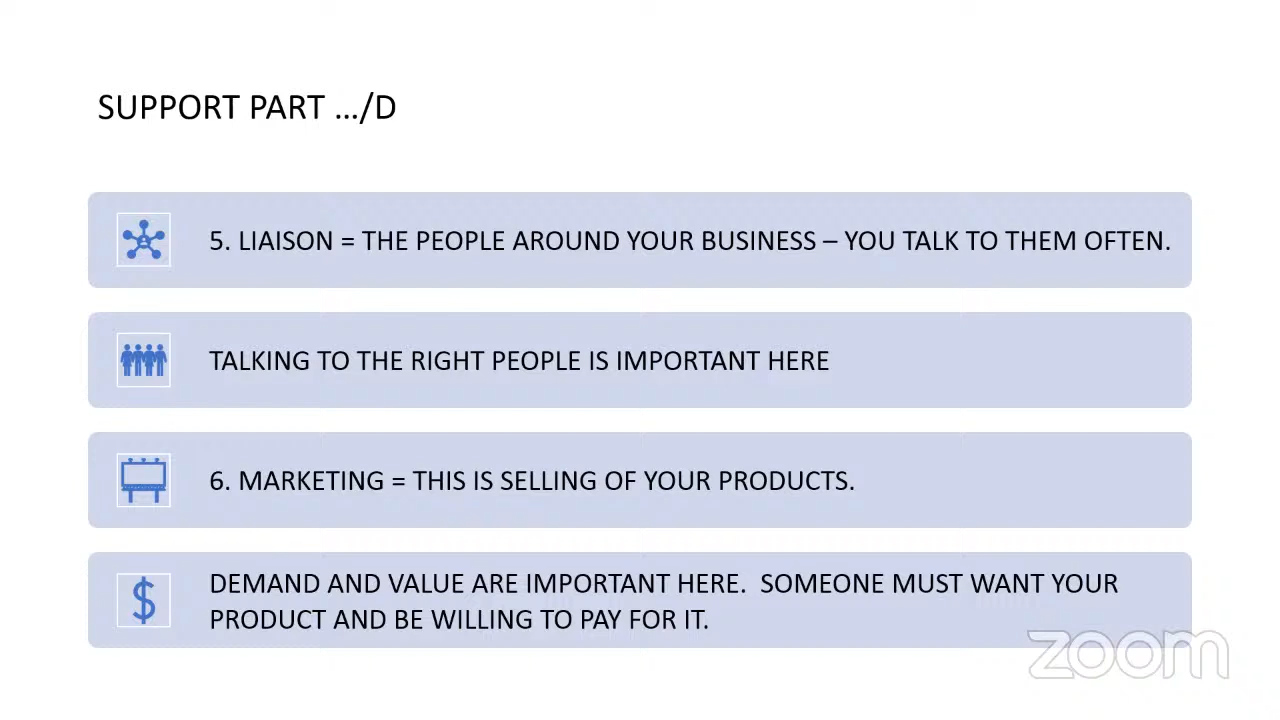 SUPPORT PART …/D
5. LIAISON = THE PEOPLE AROUND YOUR BUSINESS – YOU TALK TO THEM OFTEN.
TALKING TO THE RIGHT PEOPLE IS IMPORTANT HERE
6. MARKETING = THIS IS SELLING OF YOUR PRODUCTS.
DEMAND AND VALUE ARE IMPORTANT HERE.  SOMEONE MUST WANT YOUR
PRODUCT AND BE WILLING TO PAY FOR IT.
zoom